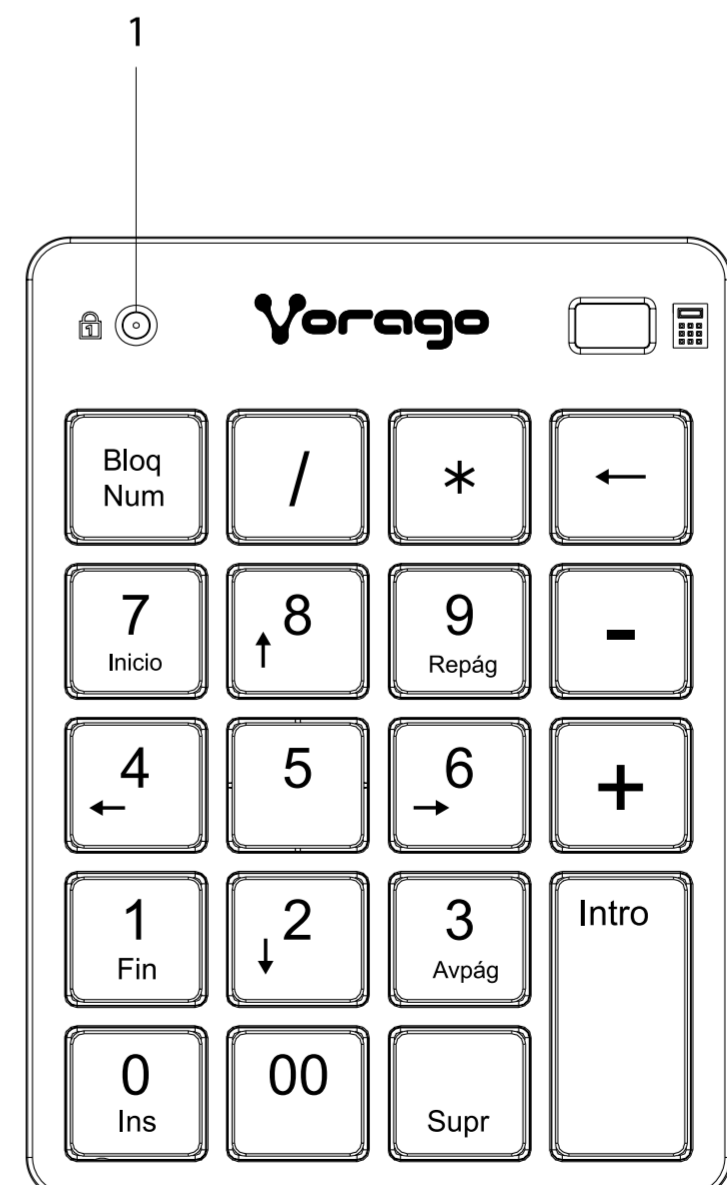 1
1
Vorago
Bloq
Num
/
*
←
7
Inicio
8
↑
9
Repág
-
4
←
5
6
→
+
1
Fin
2
↓
3
Avpág
Intro
0
Ins
00
Supr